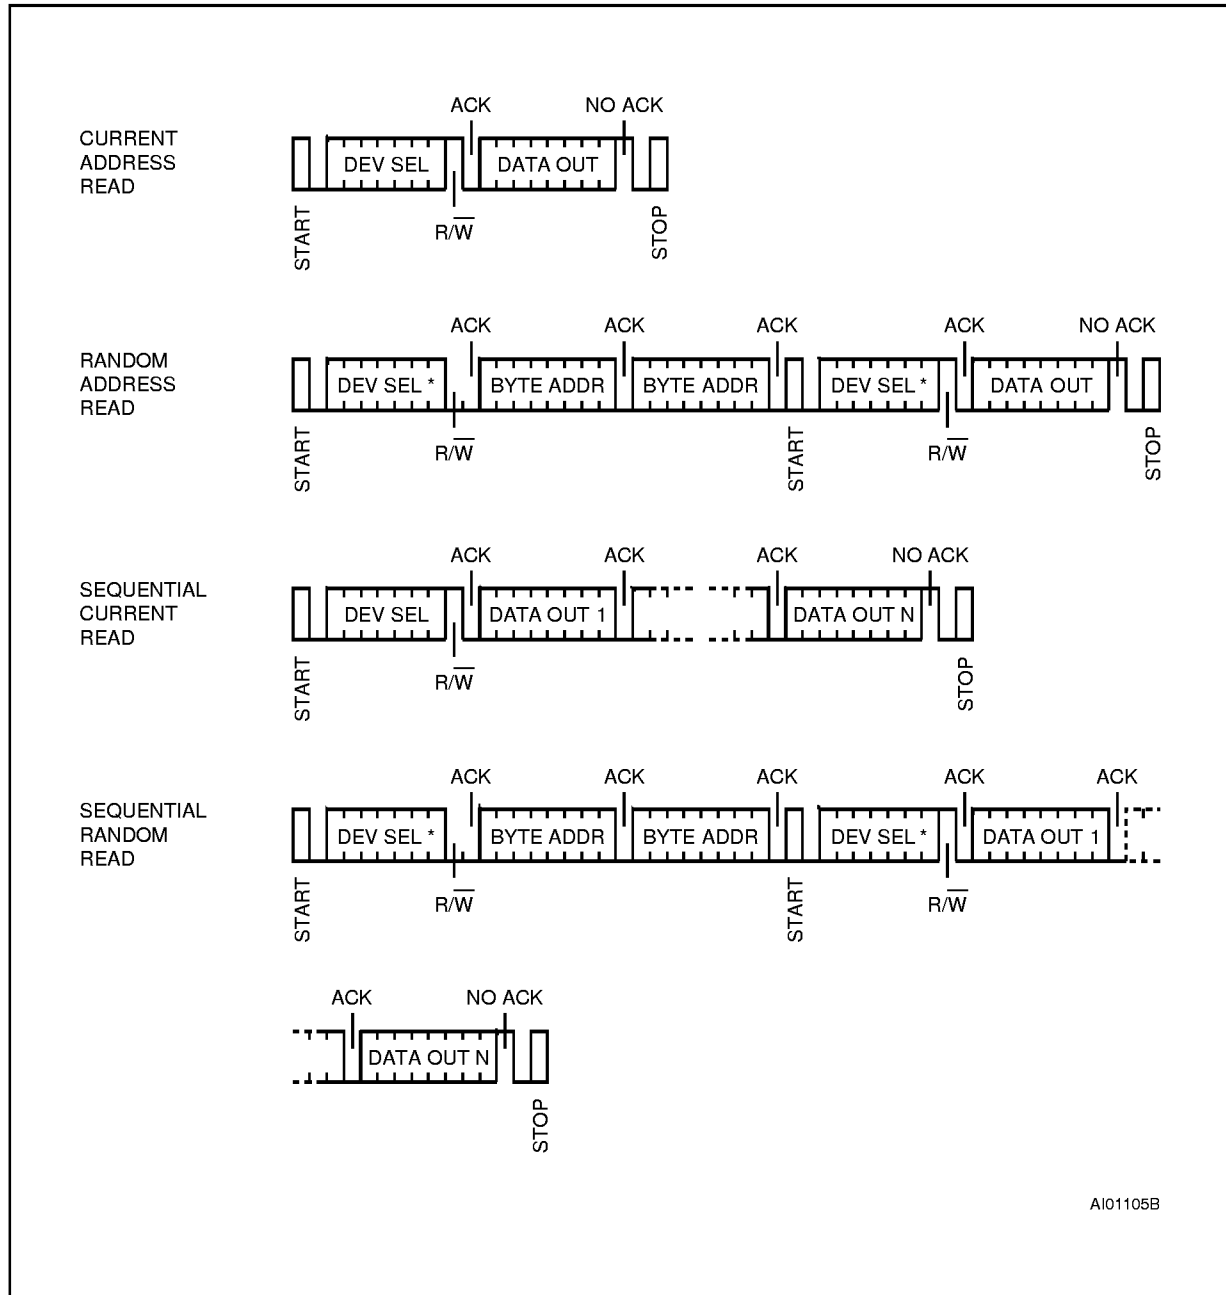 ACK NO ACK
CURRENT
ADDRESS
READ
DEV SEL DATA OUT
R/W̅
START STOP
ACK ACK ACK ACK NO ACK
RANDOM
ADDRESS
READ
DEV SEL * BYTE ADDR BYTE ADDR DEV SEL * DATA OUT
R/W̅ R/W̅
START START STOP
ACK ACK ACK NO ACK
SEQUENTIAL
CURRENT
READ
DEV SEL DATA OUT 1 DATA OUT N
R/W̅
START STOP
ACK ACK ACK ACK ACK
SEQUENTIAL
RANDOM
READ
DEV SEL * BYTE ADDR BYTE ADDR DEV SEL * DATA OUT 1
R/W̅ R/W̅
START START
ACK NO ACK
DATA OUT N
STOP
AI01105B